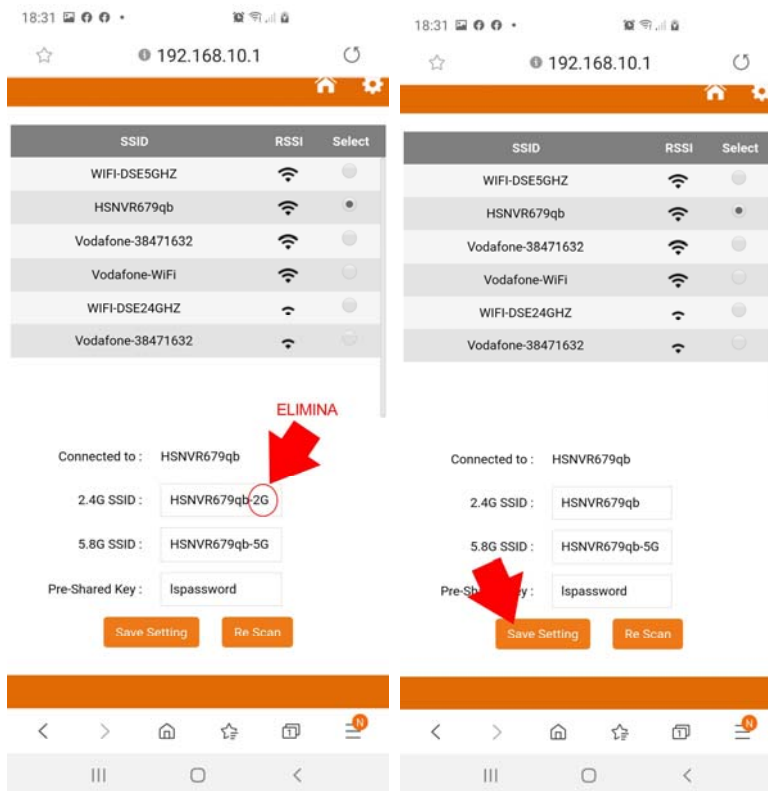 18:31
192.168.10.1
SSID RSSI Select
WIFI-DSE5GHZ
HSNVR679qb
Vodafone-38471632
Vodafone-WiFi
WIFI-DSE24GHZ
Vodafone-38471632
ELIMINA
Connected to : HSNVR679qb
2.4G SSID : HSNVR679qb-2G
5.8G SSID : HSNVR679qb-5G
Pre-Shared Key : lspassword
Save Setting Re Scan
1
N
18:31
192.168.10.1
SSID RSSI Select
WIFI-DSE5GHZ
HSNVR679qb
Vodafone-38471632
Vodafone-WiFi
WIFI-DSE24GHZ
Vodafone-38471632
Connected to : HSNVR679qb
2.4G SSID : HSNVR679qb
5.8G SSID : HSNVR679qb-5G
Pre-Sh y : lspassword
Save Setting Re Scan
1
N